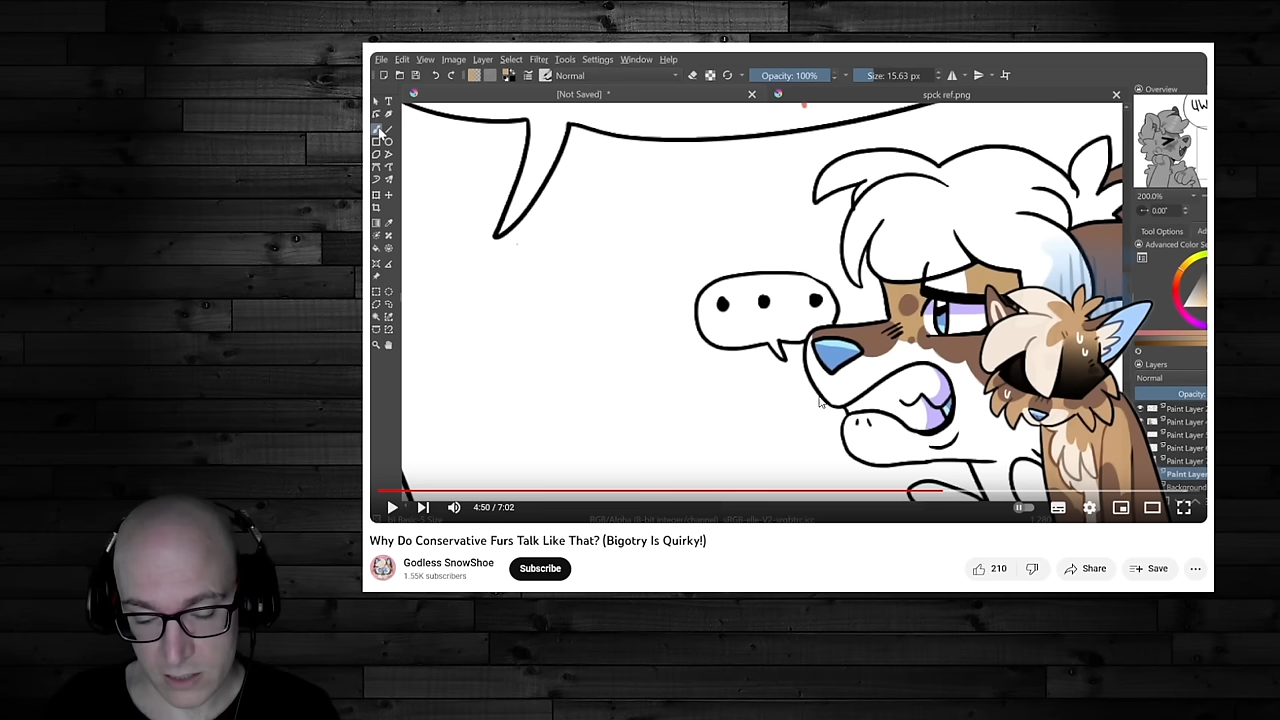 File Edit View Image Layer Select Filter Tools Settings Window Help
Normal Opacity: 100% Size: 15.63 px
[Not Saved] * spck ref.png
Overview
UW
200.0%
0.00°
Tool Options
Advanced Color Se
Layers
Normal
Opacity:
Paint Layer
Paint Layer
Paint Layer
Paint Layer
Paint Layer
Paint Layer
Background
4:50 / 7:02
Why Do Conservative Furs Talk Like That? (Bigotry Is Quirky!)
Godless SnowShoe
1.55K subscribers
Subscribe
210
Share
Save